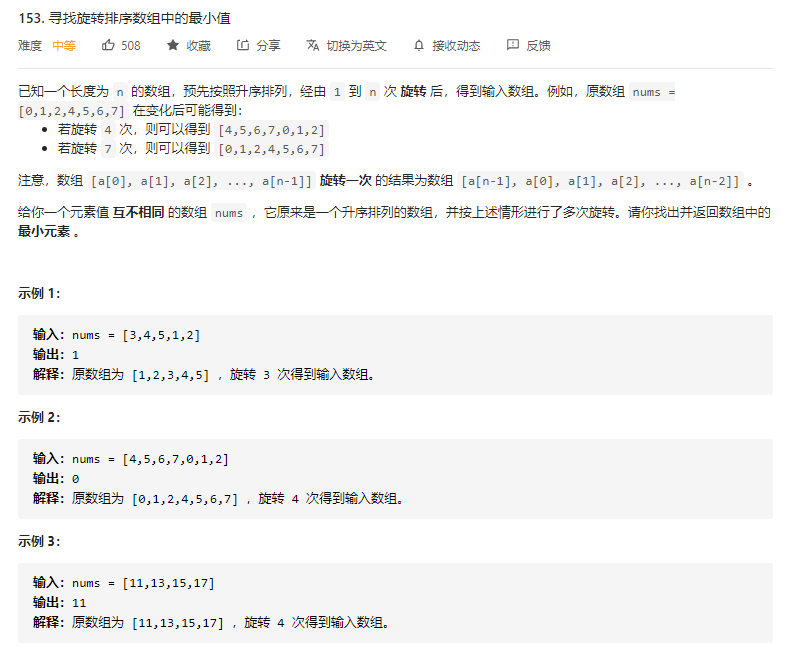 153. 寻找旋转排序数组中的最小值
难度 中等 508 收藏 分享 切换为英文 接收动态 反馈
已知一个长度为 n 的数组，预先按照升序排列，经由 1 到 n 次 旋转 后，得到输入数组。例如，原数组 nums =
[0,1,2,4,5,6,7] 在变化后可能得到：
• 若旋转 4 次，则可以得到 [4,5,6,7,0,1,2]
• 若旋转 7 次，则可以得到 [0,1,2,4,5,6,7]
注意，数组 [a[0], a[1], a[2], ..., a[n-1]] 旋转一次 的结果为数组 [a[n-1], a[0], a[1], a[2], ..., a[n-2]] 。
给你一个元素值 互不相同 的数组 nums ，它原来是一个升序排列的数组，并按上述情形进行了多次旋转。请你找出并返回数组中的
最小元素 。
示例 1：
输入：nums = [3,4,5,1,2]
输出：1
解释：原数组为 [1,2,3,4,5] ，旋转 3 次得到输入数组。
示例 2：
输入：nums = [4,5,6,7,0,1,2]
输出：0
解释：原数组为 [0,1,2,4,5,6,7] ，旋转 4 次得到输入数组。
示例 3：
输入：nums = [11,13,15,17]
输出：11
解释：原数组为 [11,13,15,17] ，旋转 4 次得到输入数组。